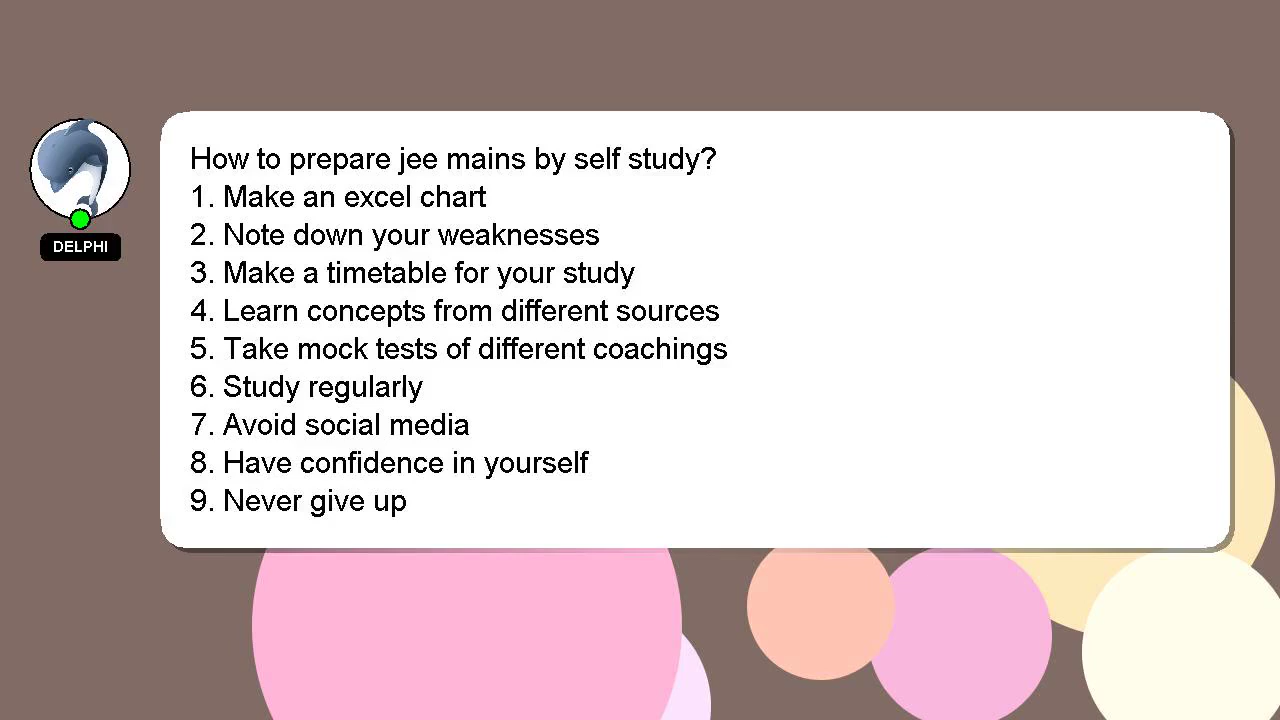 DELPHI
How to prepare jee mains by self study?
1. Make an excel chart
2. Note down your weaknesses
3. Make a timetable for your study
4. Learn concepts from different sources
5. Take mock tests of different coachings
6. Study regularly
7. Avoid social media
8. Have confidence in yourself
9. Never give up